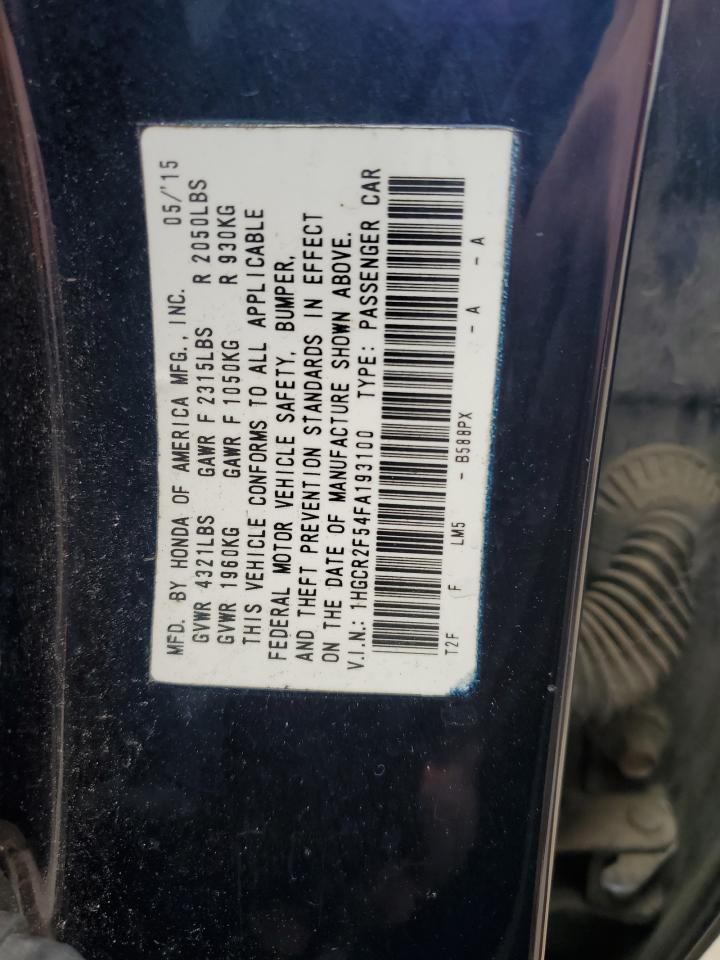 MFD. BY HONDA OF AMERICA MFG., INC. 05/'15
GVWR 4321LBS GAWR F 2315LBS R 2050LBS
GVWR 1960KG GAWR F 1050KG R 930KG
THIS VEHICLE CONFORMS TO ALL APPLICABLE
FEDERAL MOTOR VEHICLE SAFETY, BUMPER,
AND THEFT PREVENTION STANDARDS IN EFFECT
ON THE DATE OF MANUFACTURE SHOWN ABOVE.
V.I.N.: 1HGCR2F54FA193100 TYPE: PASSENGER CAR
T2F F LM5 - B588PX - A - A